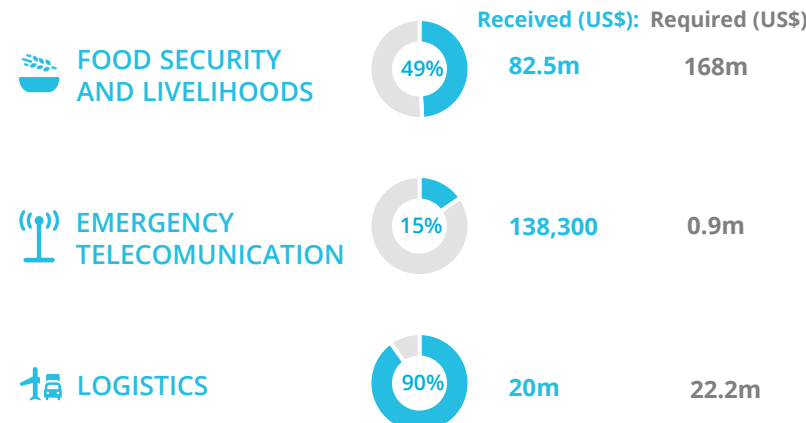 Received (US$): Required (US$)
FOOD SECURITY
AND LIVELIHOODS
49%
82.5m
168m
EMERGENCY
TELECOMUNICATION
15%
138,300
0.9m
LOGISTICS
90%
20m
22.2m